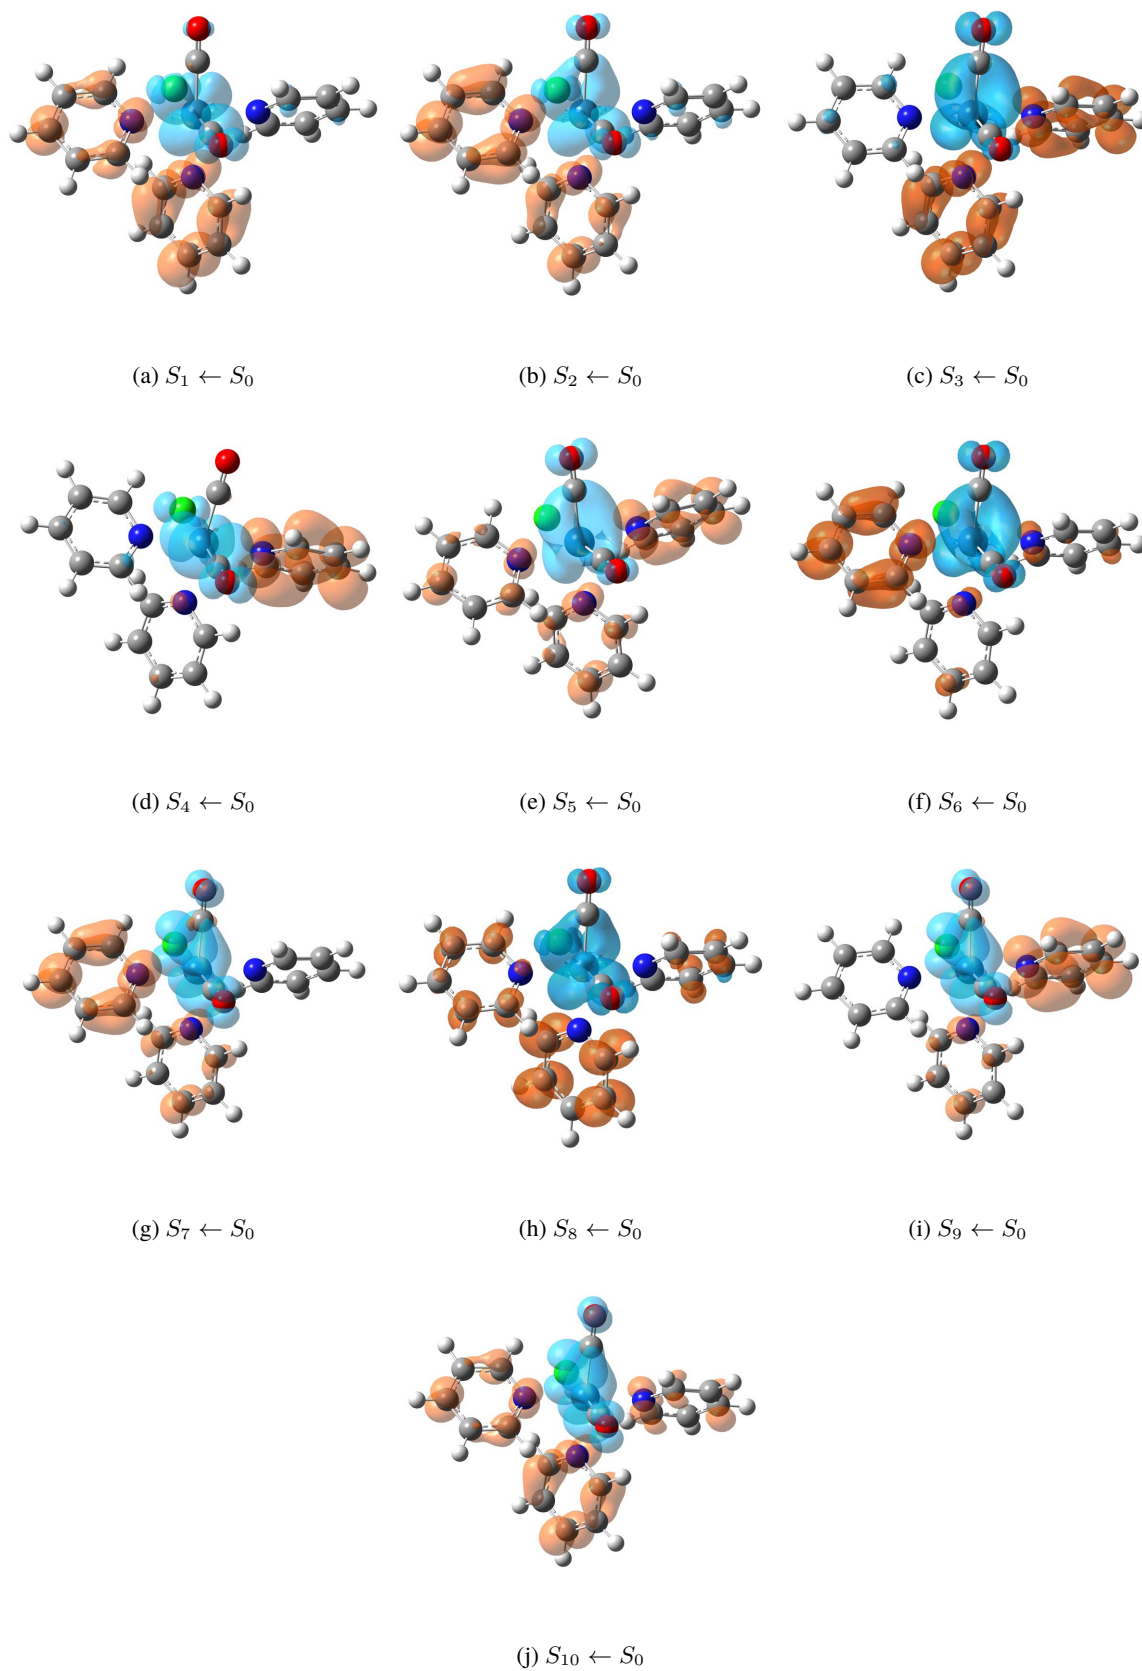 (a) S₁ ← S₀
(b) S₂ ← S₀
(c) S₃ ← S₀
(d) S₄ ← S₀
(e) S₅ ← S₀
(f) S₆ ← S₀
(g) S₇ ← S₀
(h) S₈ ← S₀
(i) S₉ ← S₀
(j) S₁₀ ← S₀